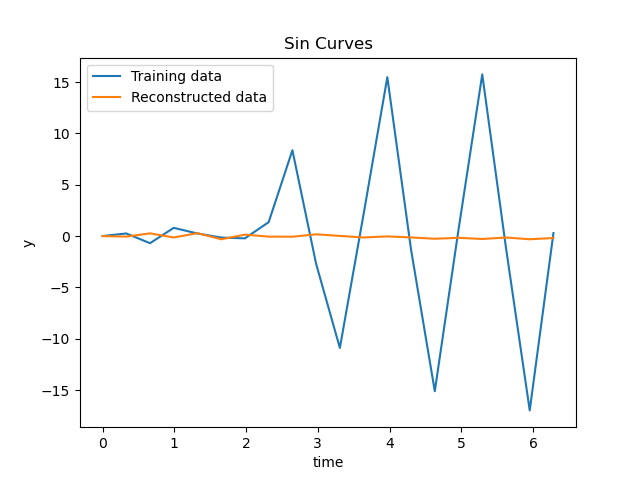 Sin Curves
Training data
Reconstructed data
15
10
5
0
−5
−10
−15
y
0 1 2 3 4 5 6
time